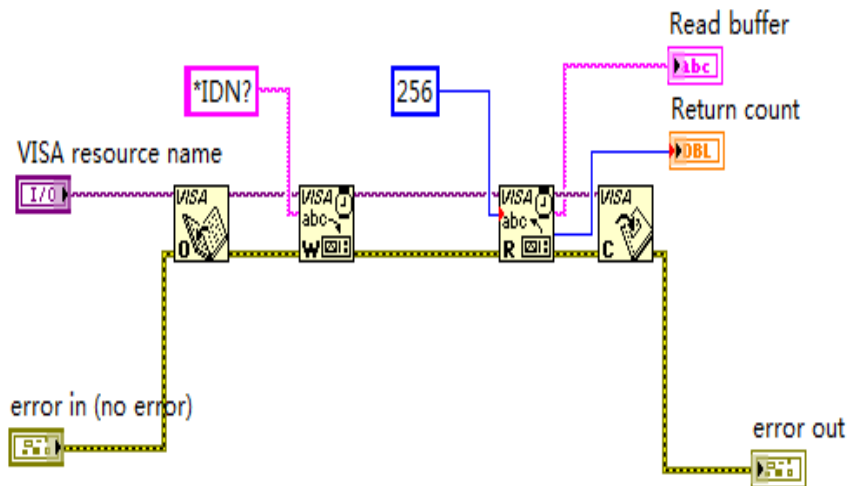 Read buffer
abc
*IDN?
256
Return count
DBL
VISA resource name
I/O
VISA
O
VISA
abc
W
VISA
abc
R
VISA
C
error in (no error)
error out